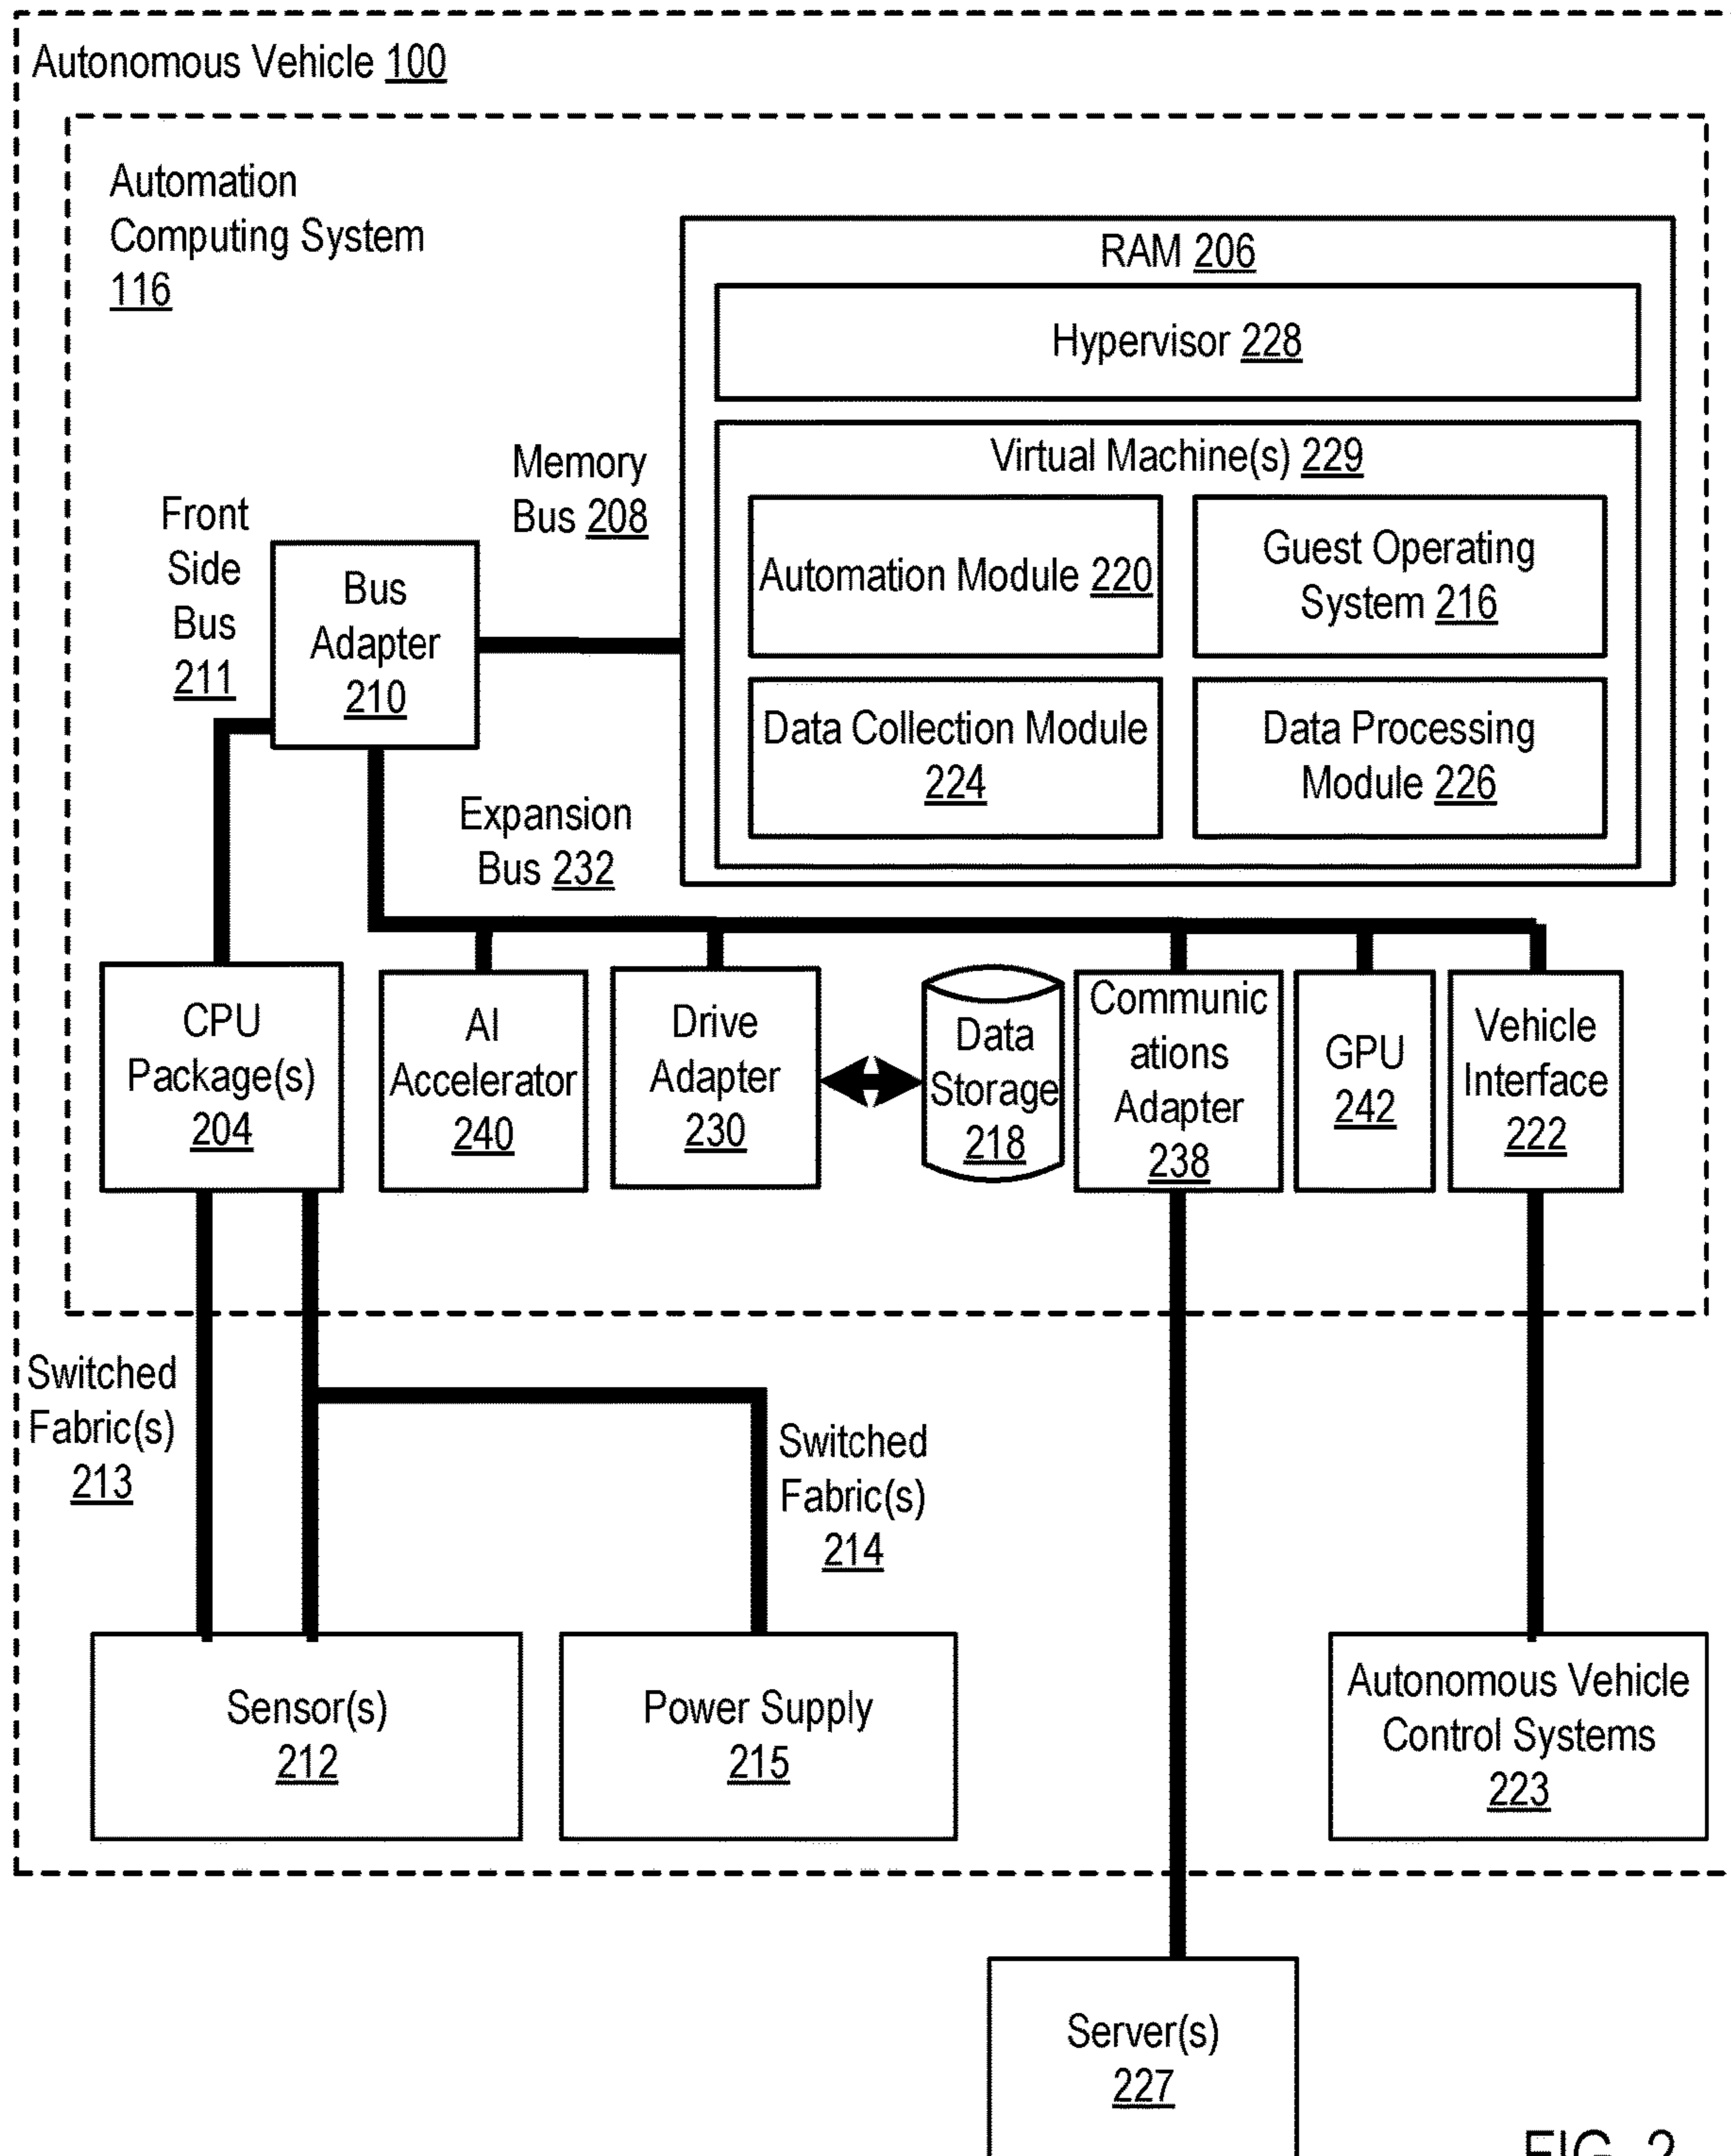 Autonomous Vehicle 100
Automation
Computing System
116
RAM 206
Hypervisor 228
Virtual Machine(s) 229
Automation Module 220
Guest Operating
System 216
Data Collection Module
224
Data Processing
Module 226
Memory
Bus 208
Front
Side
Bus
211
Bus
Adapter
210
Expansion
Bus 232
CPU
Package(s)
204
AI
Accelerator
240
Drive
Adapter
230
Data
Storage
218
Communic
ations
Adapter
238
GPU
242
Vehicle
Interface
222
Switched
Fabric(s)
213
Switched
Fabric(s)
214
Sensor(s)
212
Power Supply
215
Autonomous Vehicle
Control Systems
223
Server(s)
227
FIG. 2